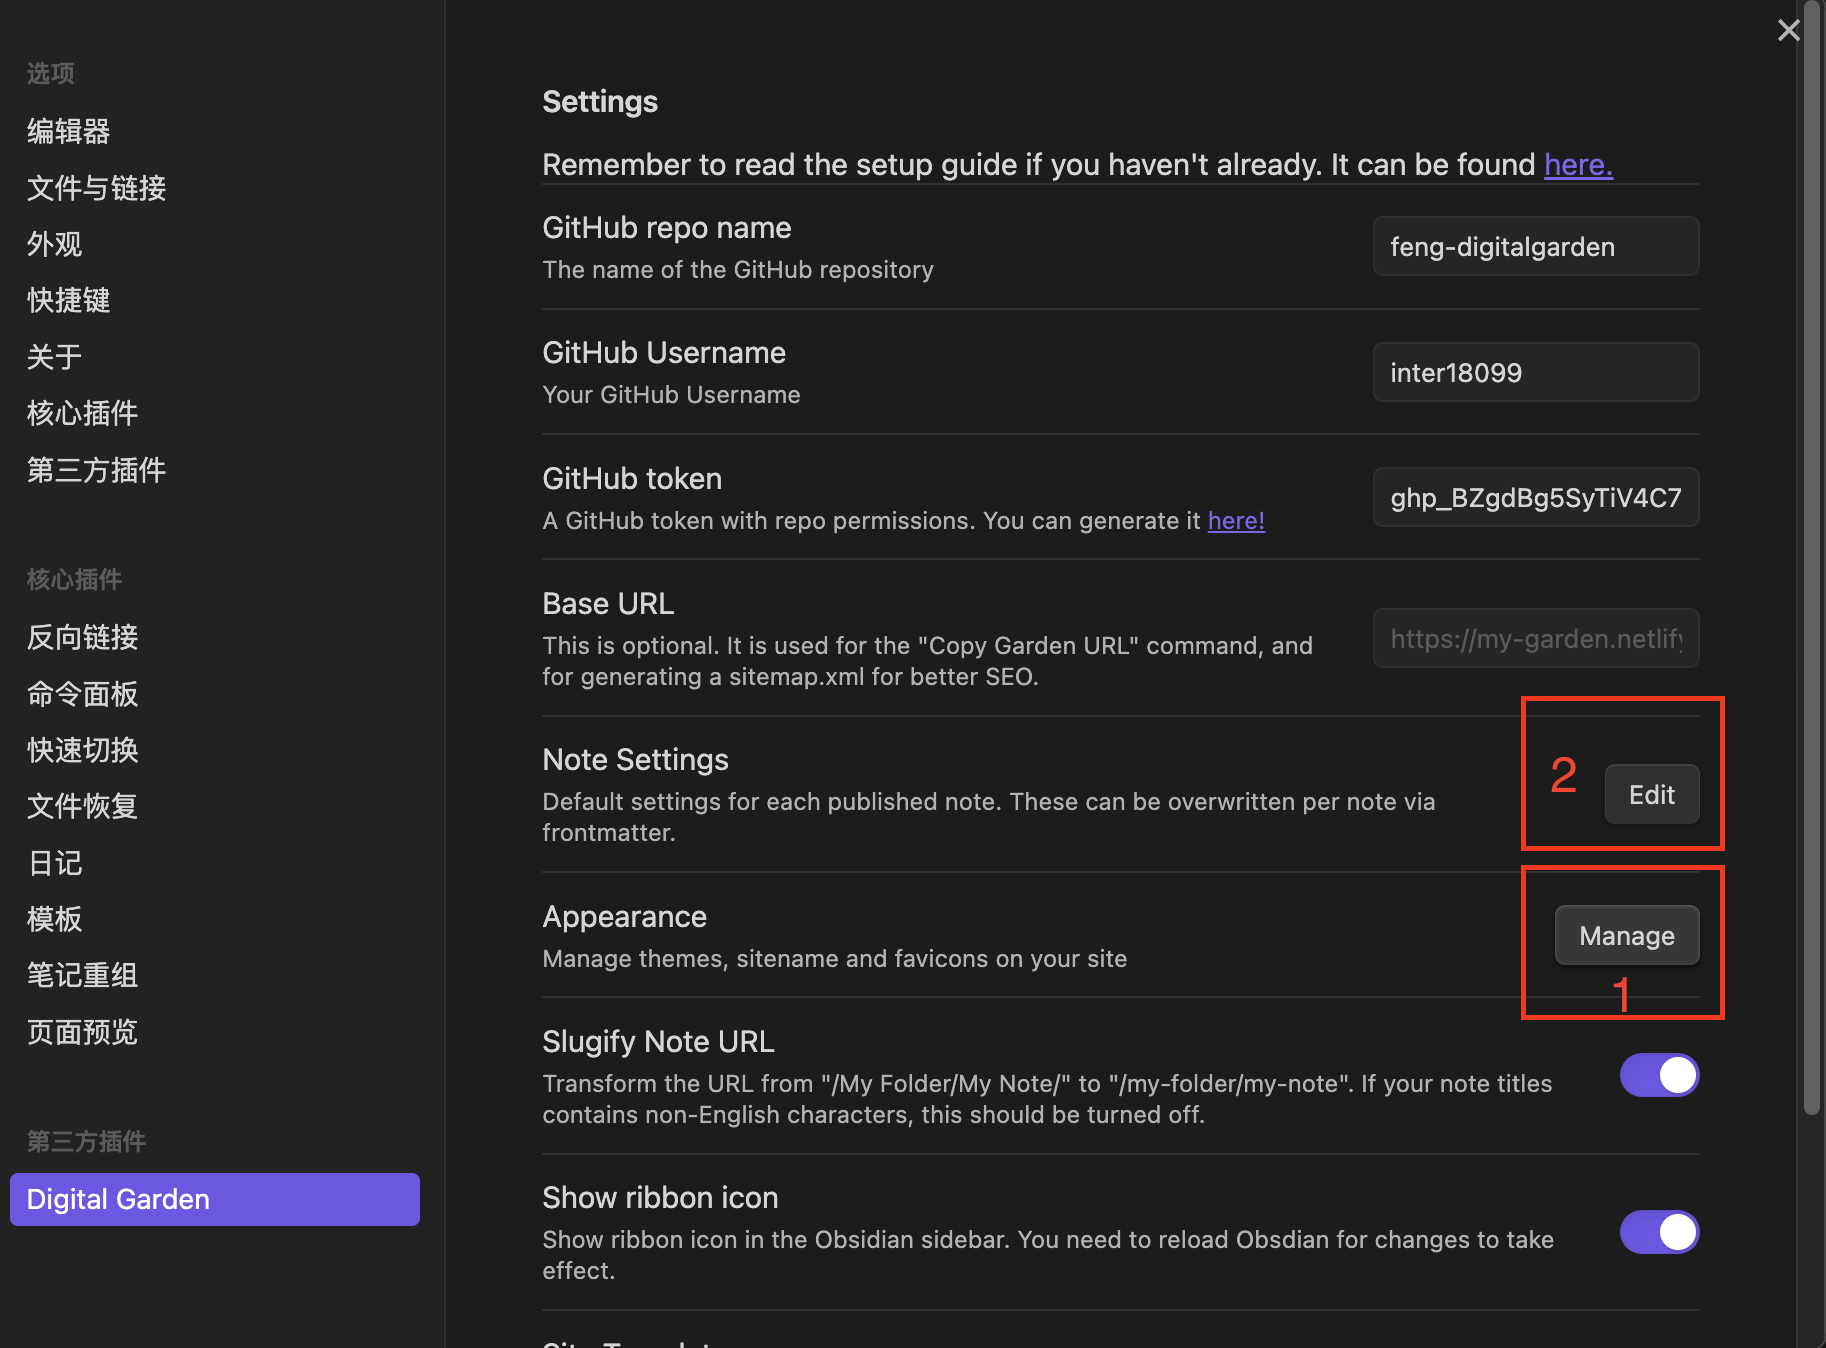 选项
编辑器
文件与链接
外观
快捷键
关于
核心插件
第三方插件
核心插件
反向链接
命令面板
快速切换
文件恢复
日记
模板
笔记重组
页面预览
第三方插件
Digital Garden
Settings
Remember to read the setup guide if you haven't already. It can be found here.
GitHub repo name
The name of the GitHub repository
feng-digitalgarden
GitHub Username
Your GitHub Username
inter18099
GitHub token
A GitHub token with repo permissions. You can generate it here!
ghp_BZgdBg5SyTiV4C7
Base URL
This is optional. It is used for the "Copy Garden URL" command, and
for generating a sitemap.xml for better SEO.
https://my-garden.netlify
Note Settings
Default settings for each published note. These can be overwritten per note via
frontmatter.
2
Edit
Appearance
Manage themes, sitename and favicons on your site
Manage
1
Slugify Note URL
Transform the URL from "/My Folder/My Note/" to "/my-folder/my-note". If your note titles
contains non-English characters, this should be turned off.
Show ribbon icon
Show ribbon icon in the Obsidian sidebar. You need to reload Obsdian for changes to take
effect.